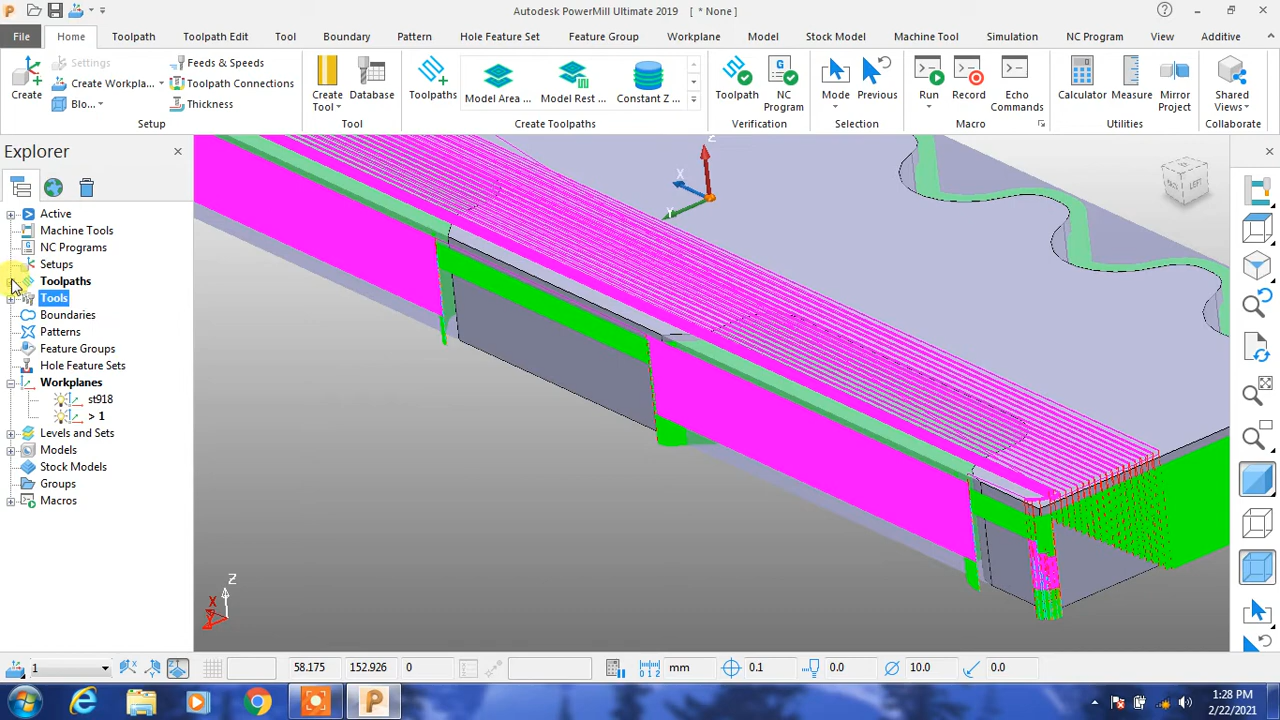 Autodesk PowerMill Ultimate 2019 [ * None]
File Home Toolpath Toolpath Edit Tool Boundary Pattern Hole Feature Set Feature Group Workplane Model Stock Model Machine Tool Simulation NC Program View Additive
Create
Settings
Create Workpla...
Blo...
Feeds & Speeds
Toolpath Connections
Thickness
Setup
Create Tool
Database
Tool
Toolpaths
Model Area ...
Model Rest ...
Constant Z ...
Create Toolpaths
Toolpath
NC Program
Verification
Mode
Previous
Selection
Run
Record
Echo Commands
Macro
Calculator
Measure
Mirror Project
Utilities
Shared Views
Collaborate
Explorer
Active
Machine Tools
NC Programs
Setups
Toolpaths
Tools
Boundaries
Patterns
Feature Groups
Hole Feature Sets
Workplanes
st918
> 1
Levels and Sets
Models
Stock Models
Groups
Macros
Z
X
Y
BACK
LEFT
Z
X
1 58.175 152.926 0 mm 0.1 0.0 10.0 0.0
1:28 PM
2/22/2021